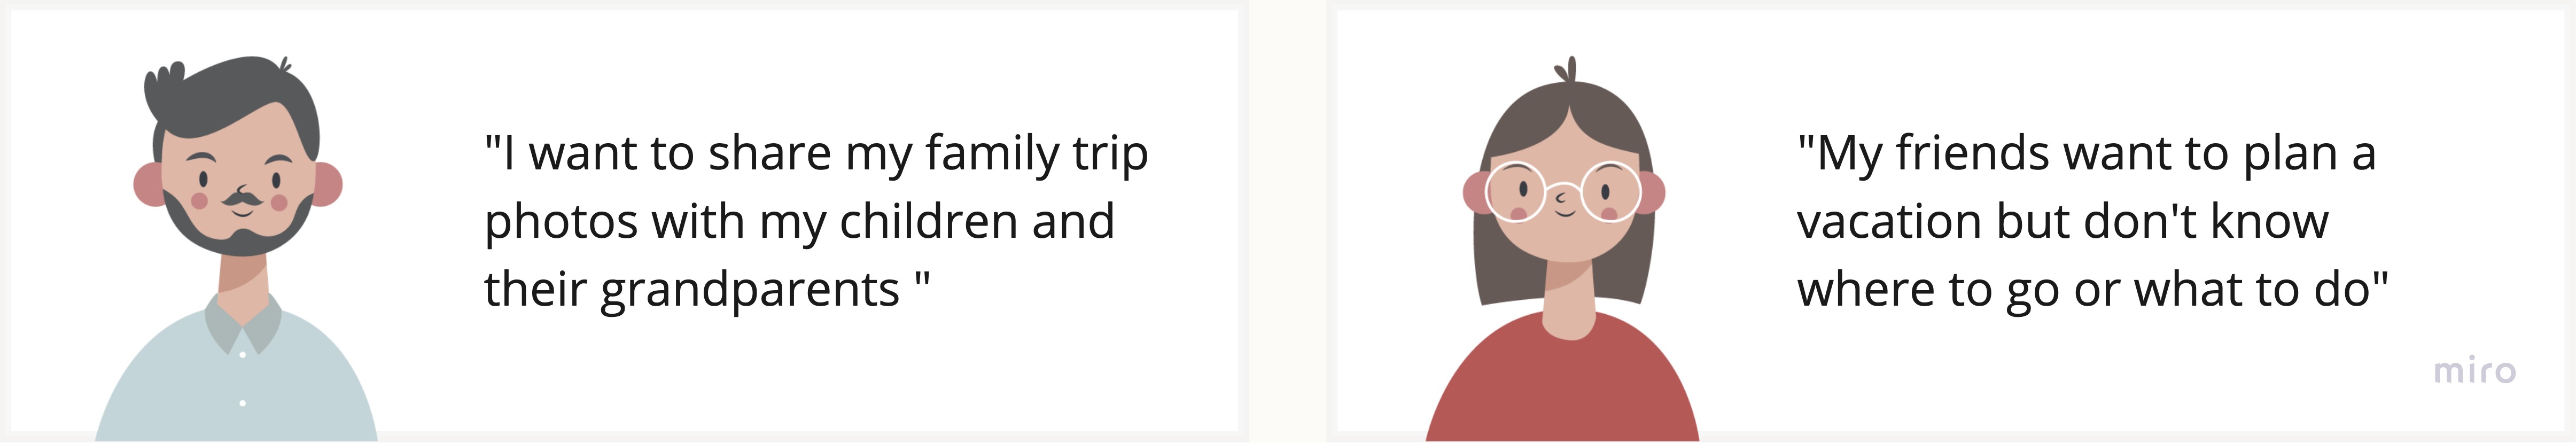 "I want to share my family trip
photos with my children and
their grandparents "
"My friends want to plan a
vacation but don't know
where to go or what to do"
miro